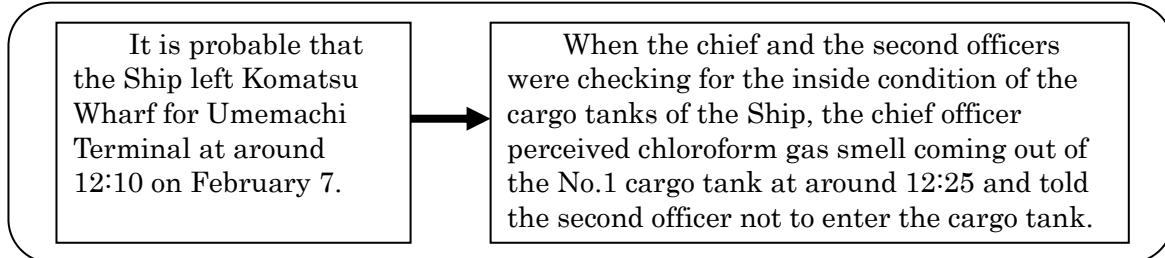 It is probable that
the Ship left Komatsu
Wharf for Umemachi
Terminal at around
12:10 on February 7.
When the chief and the second officers
were checking for the inside condition of the
cargo tanks of the Ship, the chief officer
perceived chloroform gas smell coming out of
the No.1 cargo tank at around 12:25 and told
the second officer not to enter the cargo tank.